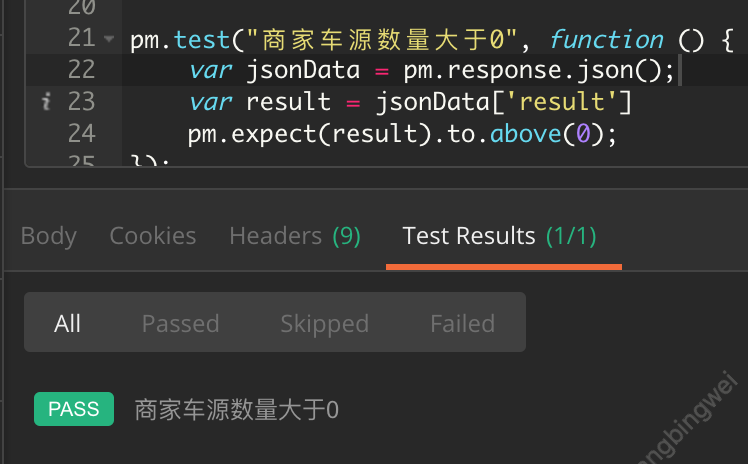 20
21 pm.test("商家车源数量大于0", function () {
22 var jsonData = pm.response.json();
23 var result = jsonData['result']
24 pm.expect(result).to.above(0);
25 });
Body Cookies Headers (9) Test Results (1/1)
All Passed Skipped Failed
PASS 商家车源数量大于0
ngbingwei